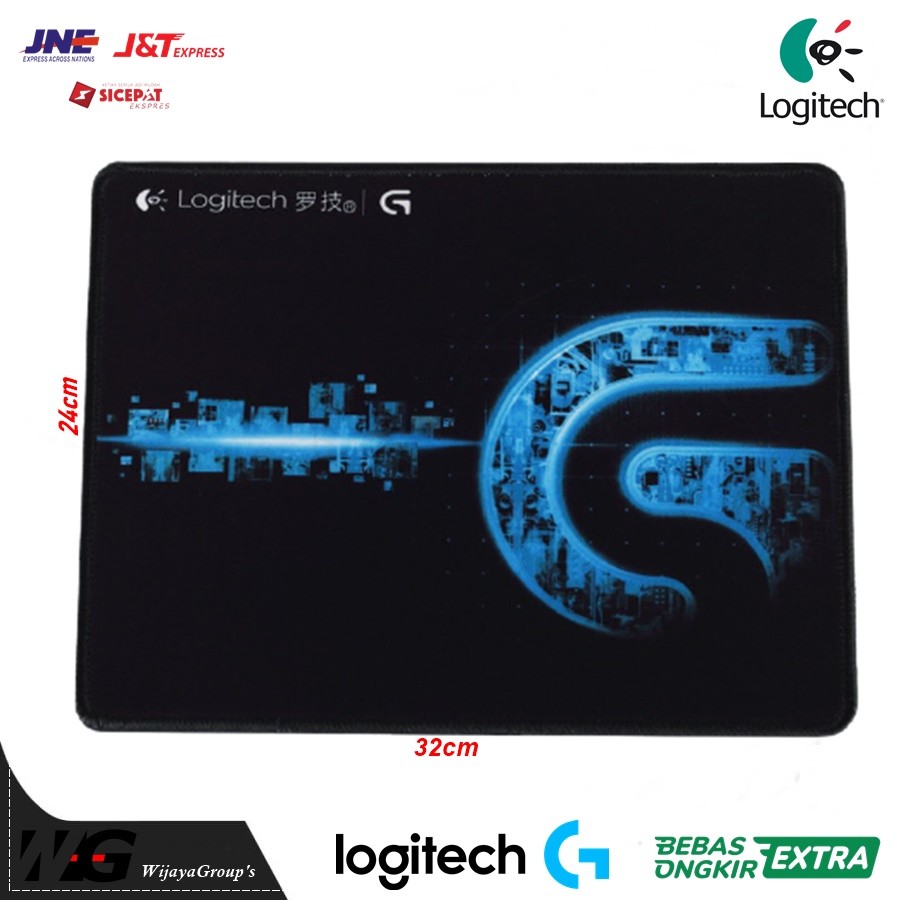 JNE
EXPRESS ACROSS NATIONS
J&T EXPRESS
SICEPAT
EKSPRES
Logitech
Logitech 罗技® G
24cm
32cm
WG
WijayaGroup's
logitech G
BEBAS
ONGKIR EXTRA